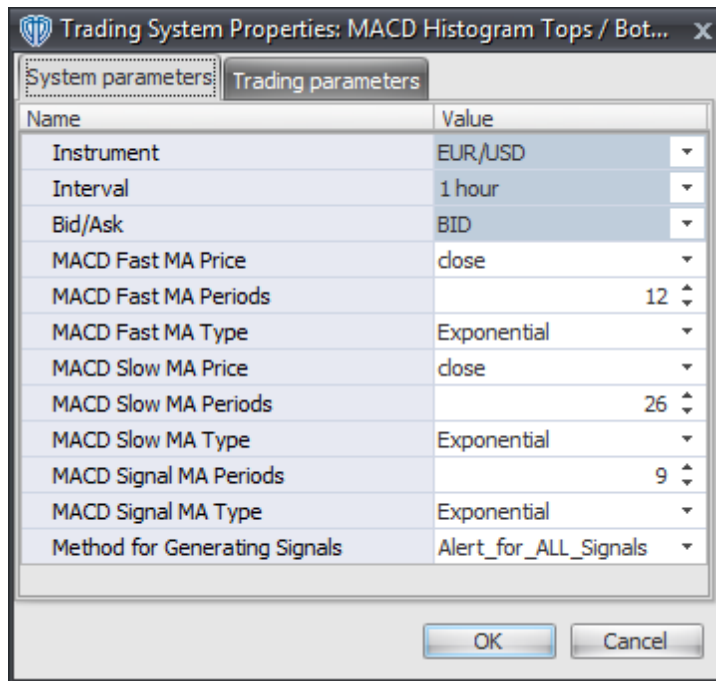 Trading System Properties: MACD Histogram Tops / Bot... x
System parameters Trading parameters
Name Value
Instrument EUR/USD
Interval 1 hour
Bid/Ask BID
MACD Fast MA Price close
MACD Fast MA Periods 12
MACD Fast MA Type Exponential
MACD Slow MA Price close
MACD Slow MA Periods 26
MACD Slow MA Type Exponential
MACD Signal MA Periods 9
MACD Signal MA Type Exponential
Method for Generating Signals Alert_for_ALL_Signals
OK Cancel